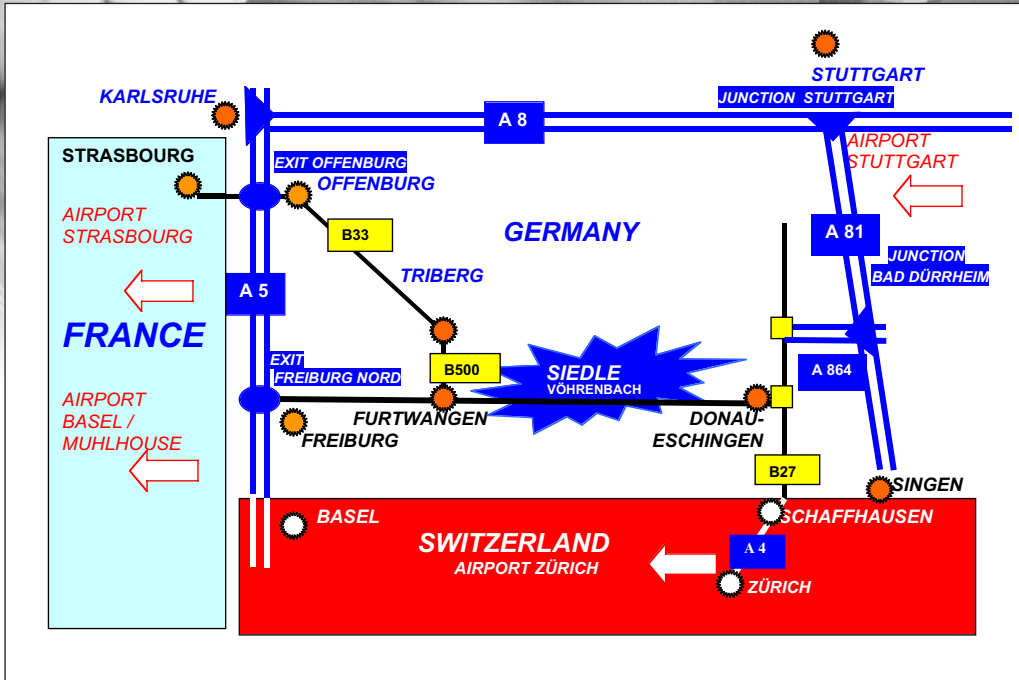 STUTTGART
KARLSRUHE
JUNCTION STUTTGART
A 8
STRASBOURG
EXIT OFFENBURG
OFFENBURG
AIRPORT
STUTTGART
AIRPORT
STRASBOURG
B33
GERMANY
A 81
JUNCTION
BAD DÜRRHEIM
TRIBERG
A 5
FRANCE
EXIT
FREIBURG NORD
B500
SIEDLE
VÖHRENBACH
A 864
AIRPORT
BASEL /
MUHLHOUSE
FURTWANGEN
FREIBURG
DONAU-
ESCHINGEN
B27
SINGEN
BASEL
SCHAFFHAUSEN
SWITZERLAND
AIRPORT ZÜRICH
A 4
ZÜRICH